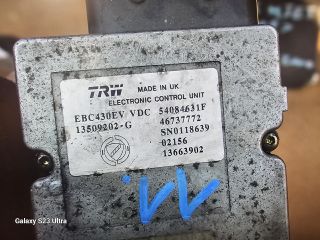 TRW MADE IN UK
ELECTRONIC CONTROL UNIT
EBC430EV VDC 54084631F
13509202-G 46737772
SN0118639
02156
13663902
VV
Galaxy S23 Ultra